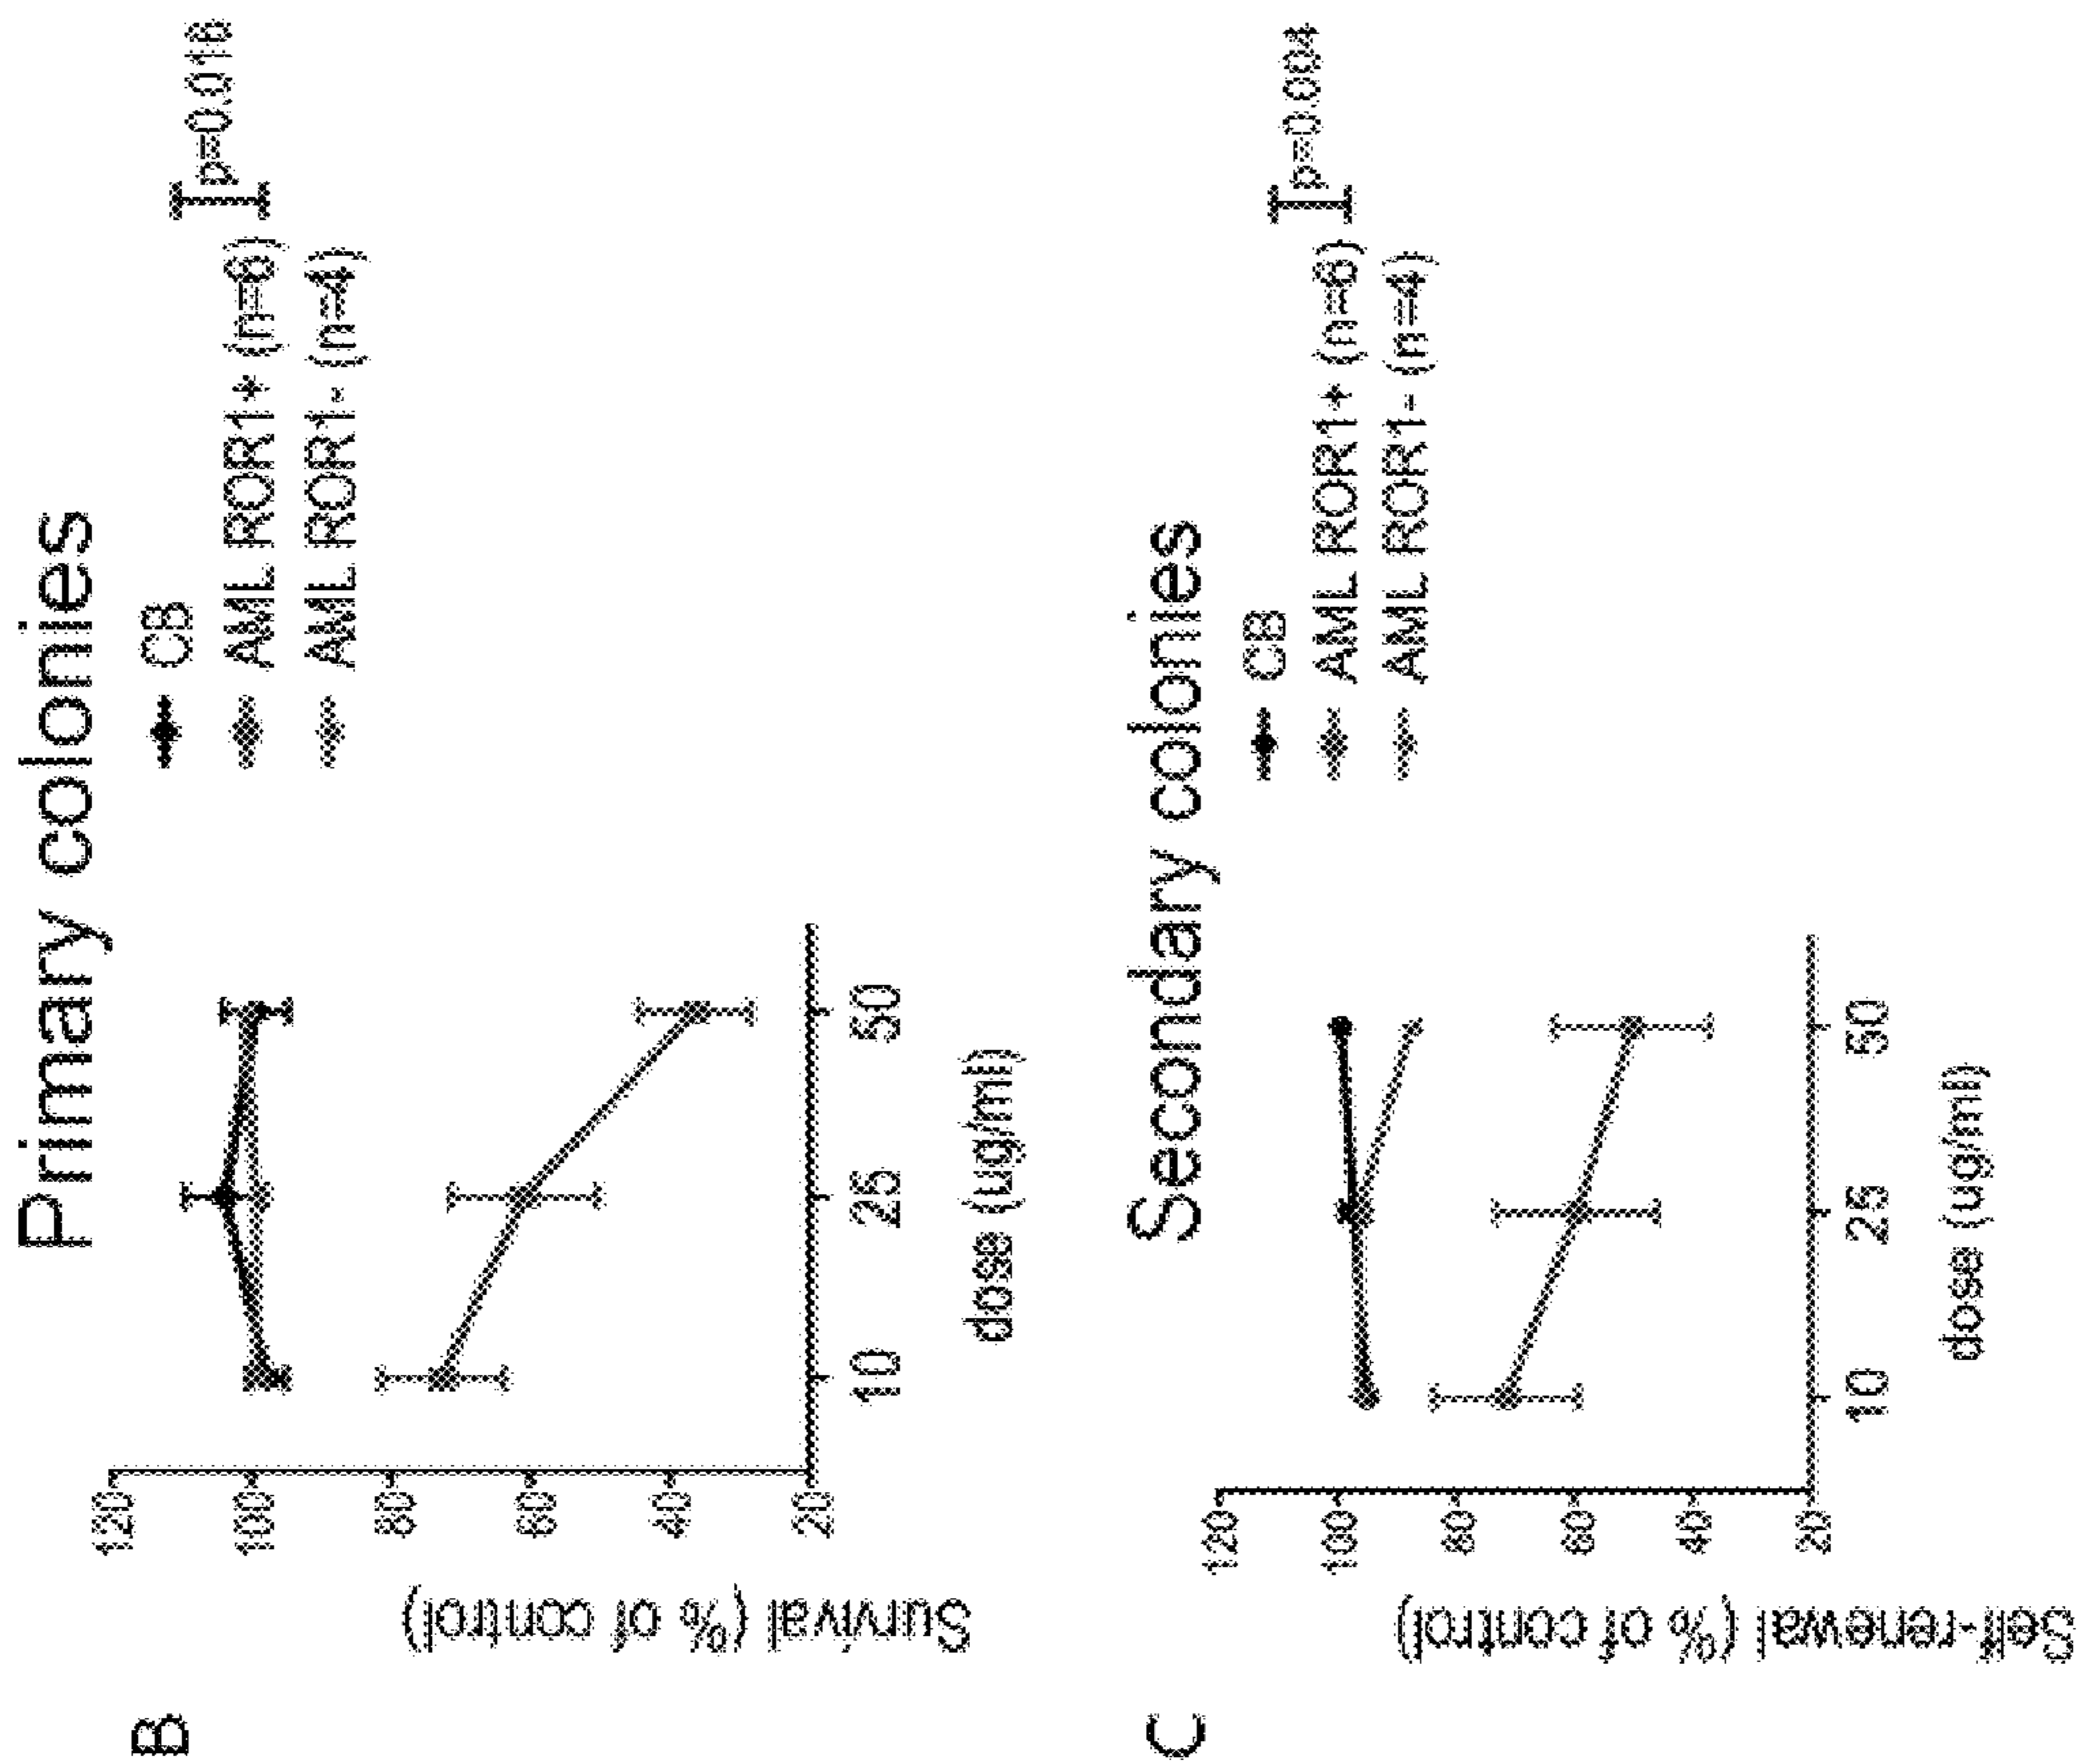 B
Primary colonies
CB
AML ROR1+ (n=6)
AML ROR1- (n=4)
p=0.018
Survival (% of control)
120
100
80
60
40
20
10 25 50
dose (ug/ml)
C
Secondary colonies
CB
AML ROR1+ (n=6)
AML ROR1- (n=4)
p=0.004
Self-renewal (% of control)
120
100
80
60
40
20
10 25 50
dose (ug/ml)